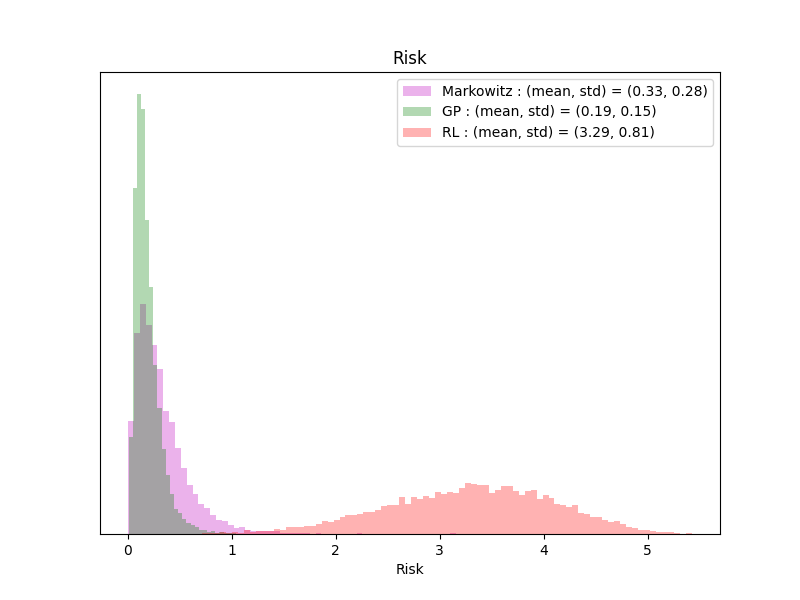 Risk
Markowitz : (mean, std) = (0.33, 0.28)
GP : (mean, std) = (0.19, 0.15)
RL : (mean, std) = (3.29, 0.81)
0 1 2 3 4 5
Risk